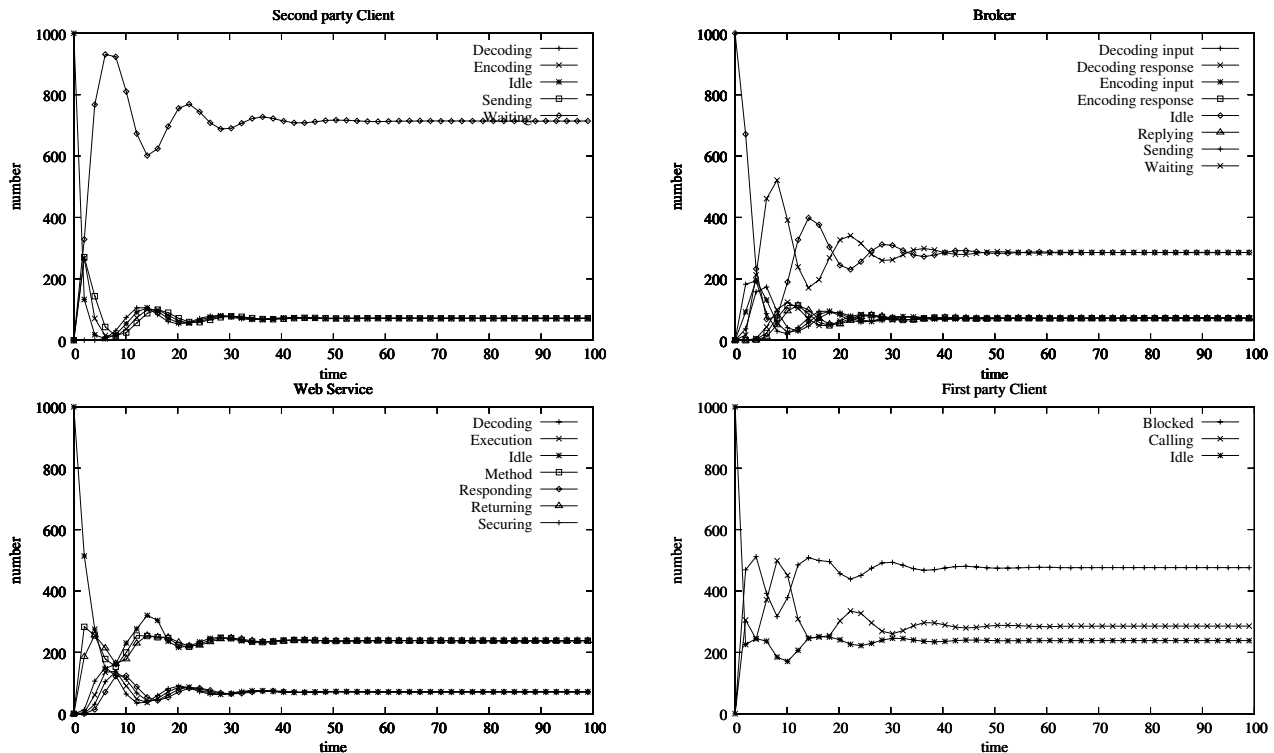 Second party Client
1000
800
600
400
200
0
number
Decoding
Encoding
Idle
Sending
Waiting
0 10 20 30 40 50 60 70 80 90 100
time
Broker
1000
800
600
400
200
0
number
Decoding input
Decoding response
Encoding input
Encoding response
Idle
Replying
Sending
Waiting
0 10 20 30 40 50 60 70 80 90 100
time
Web Service
1000
800
600
400
200
0
number
Decoding
Execution
Idle
Method
Responding
Returning
Securing
0 10 20 30 40 50 60 70 80 90 100
time
First party Client
1000
800
600
400
200
0
number
Blocked
Calling
Idle
0 10 20 30 40 50 60 70 80 90 100
time